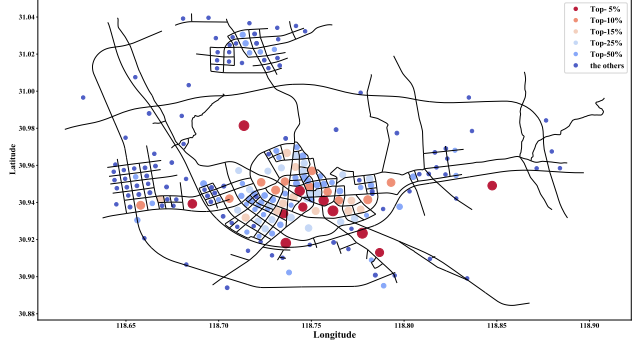 31.04
31.02
31.00
30.98
30.96
30.94
30.92
30.90
30.88
Latitude
Top- 5%
Top-10%
Top-15%
Top-25%
Top-50%
the others
118.65
118.70
118.75
118.80
118.85
118.90
Longitude